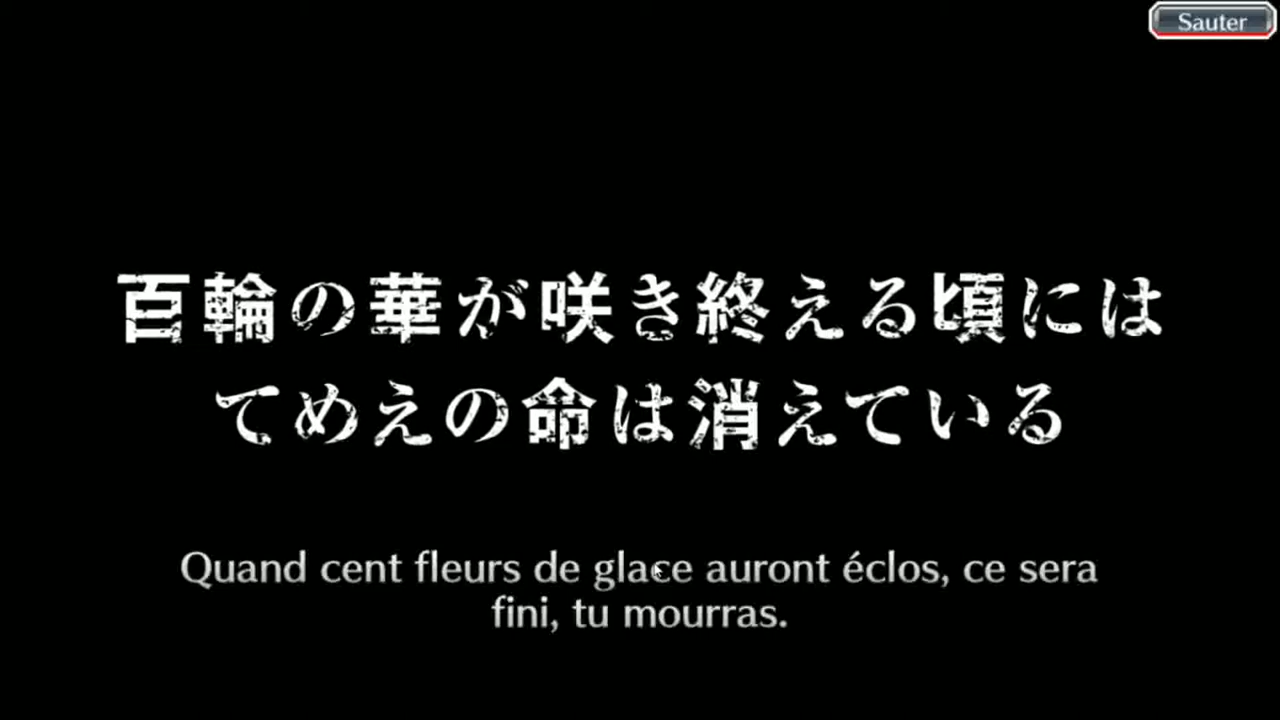 Sauter
百輪の華が咲き終える頃には
てめえの命は消えている
Quand cent fleurs de glace auront éclos, ce sera
fini, tu mourras.